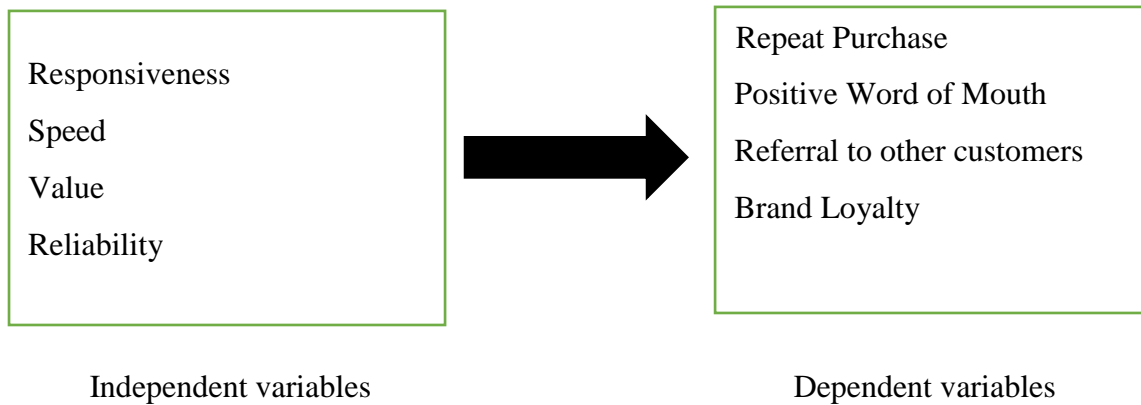 Responsiveness
Speed
Value
Reliability
Repeat Purchase
Positive Word of Mouth
Referral to other customers
Brand Loyalty
Independent variables
Dependent variables